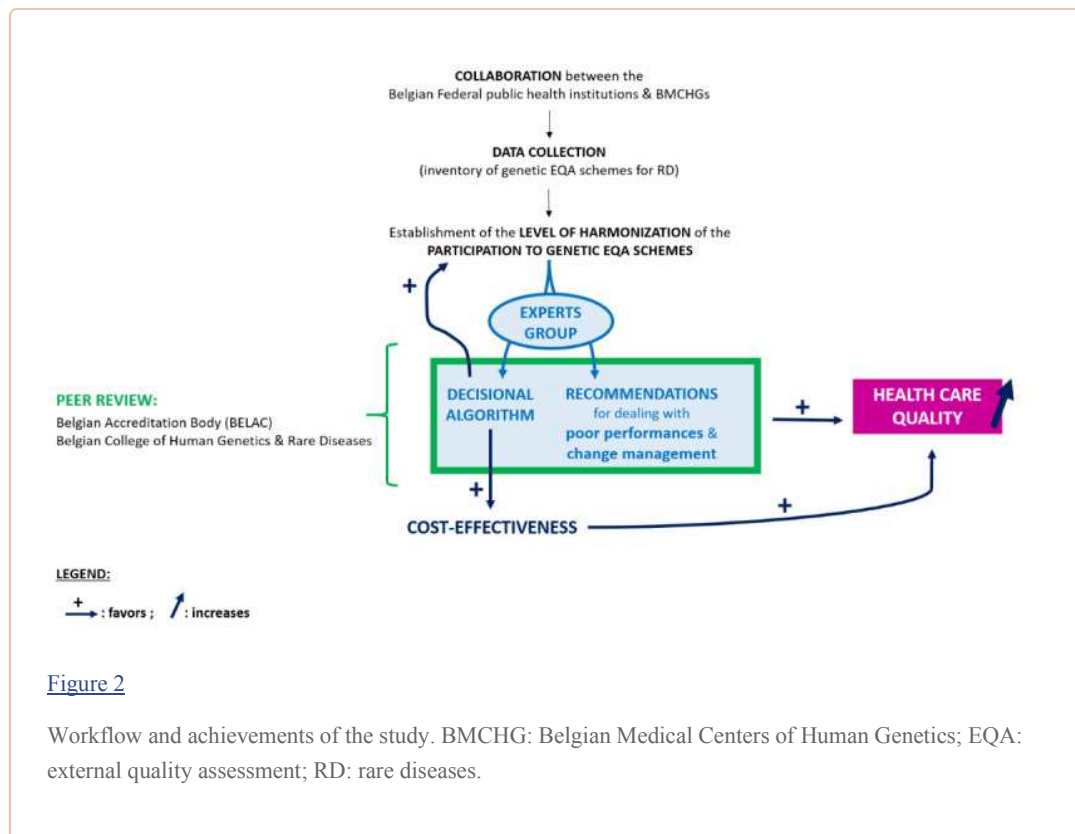 COLLABORATION between the
Belgian Federal public health institutions & BMCHGs
DATA COLLECTION
(inventory of genetic EQA schemes for RD)
Establishment of the LEVEL OF HARMONIZATION of the
PARTICIPATION TO GENETIC EQA SCHEMES
+
EXPERTS
GROUP
PEER REVIEW:
Belgian Accreditation Body (BELAC)
Belgian College of Human Genetics & Rare Diseases
DECISIONAL
ALGORITHM
RECOMMENDATIONS
for dealing with
poor performances &
change management
+
HEALTH CARE
QUALITY
+
COST-EFFECTIVENESS
+
LEGEND:
+
: favors ; : increases
Figure 2
Workflow and achievements of the study. BMCHG: Belgian Medical Centers of Human Genetics; EQA:
external quality assessment; RD: rare diseases.